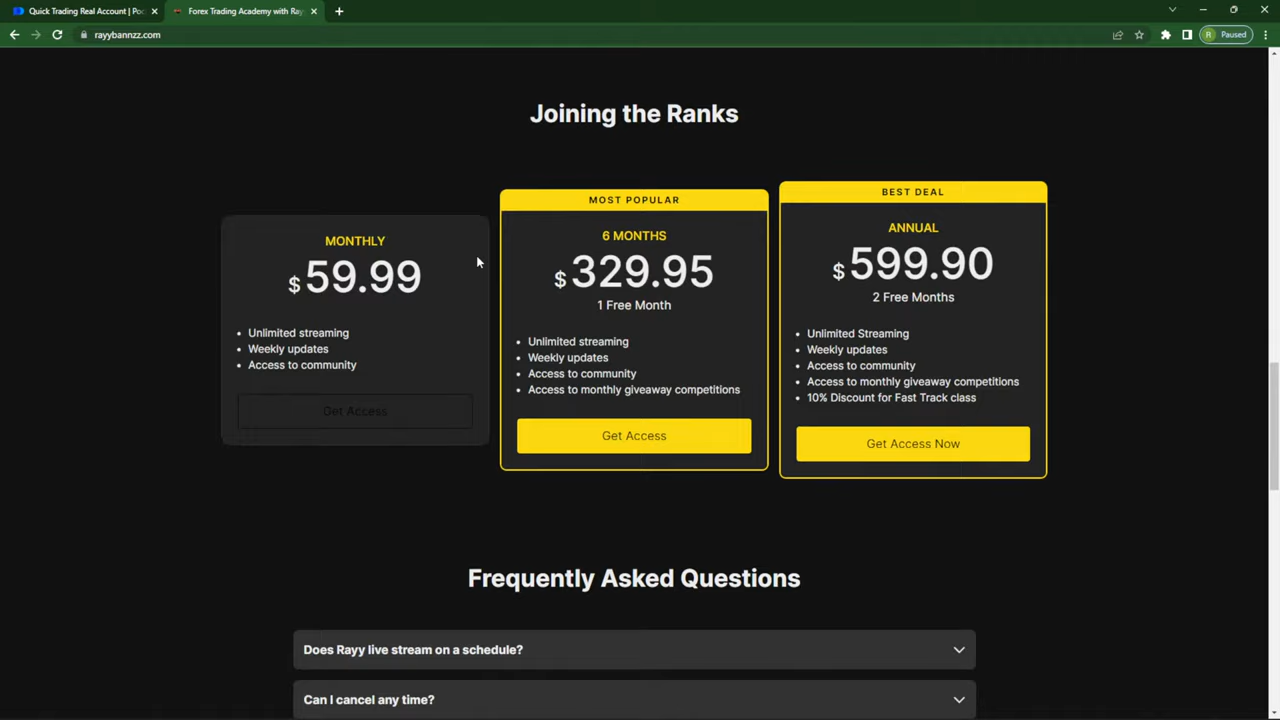 Quick Trading Real Account | Poc
Forex Trading Academy with Ray
rayybannzz.com
R Paused
Joining the Ranks
MONTHLY
$ 59.99
Unlimited streaming
Weekly updates
Access to community
Get Access
MOST POPULAR
6 MONTHS
$ 329.95
1 Free Month
Unlimited streaming
Weekly updates
Access to community
Access to monthly giveaway competitions
Get Access
BEST DEAL
ANNUAL
$ 599.90
2 Free Months
Unlimited Streaming
Weekly updates
Access to community
Access to monthly giveaway competitions
10% Discount for Fast Track class
Get Access Now
Frequently Asked Questions
Does Rayy live stream on a schedule?
Can I cancel any time?